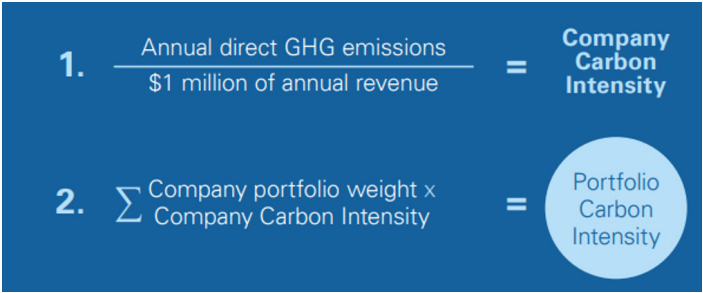 1.
Annual direct GHG emissions
$1 million of annual revenue
=
Company
Carbon
Intensity
2.
∑ Company portfolio weight x
Company Carbon Intensity
=
Portfolio
Carbon
Intensity